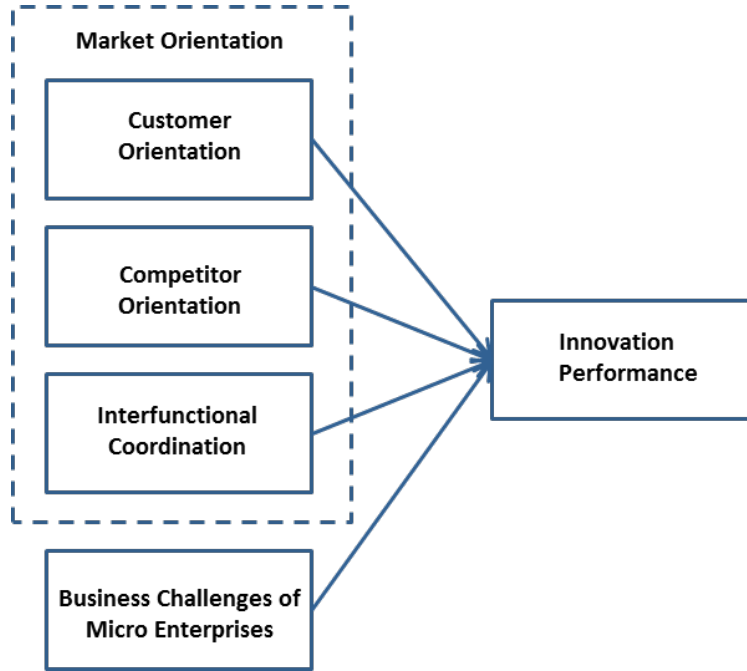 Market Orientation
Customer
Orientation
Competitor
Orientation
Interfunctional
Coordination
Business Challenges of
Micro Enterprises
Innovation
Performance